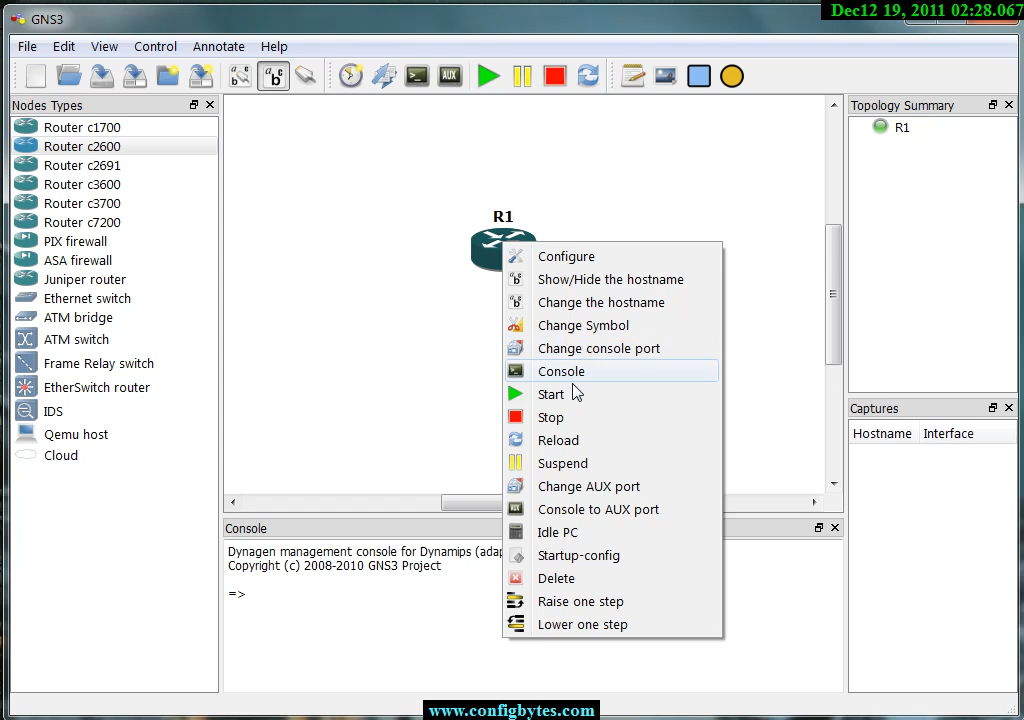 GNS3
Dec12 19, 2011 02:28.067
File Edit View Control Annotate Help
AUX
Nodes Types
Router c1700
Router c2600
Router c2691
Router c3600
Router c3700
Router c7200
PIX firewall
ASA firewall
Juniper router
Ethernet switch
ATM bridge
ATM switch
Frame Relay switch
EtherSwitch router
IDS
Qemu host
Cloud
R1
Configure
Show/Hide the hostname
Change the hostname
Change Symbol
Change console port
Console
Start
Stop
Reload
Suspend
Change AUX port
Console to AUX port
Idle PC
Startup-config
Delete
Raise one step
Lower one step
Console
Dynagen management console for Dynamips (adap
Copyright (c) 2008-2010 GNS3 Project
=>
Topology Summary
R1
Captures
Hostname Interface
www.configbytes.com